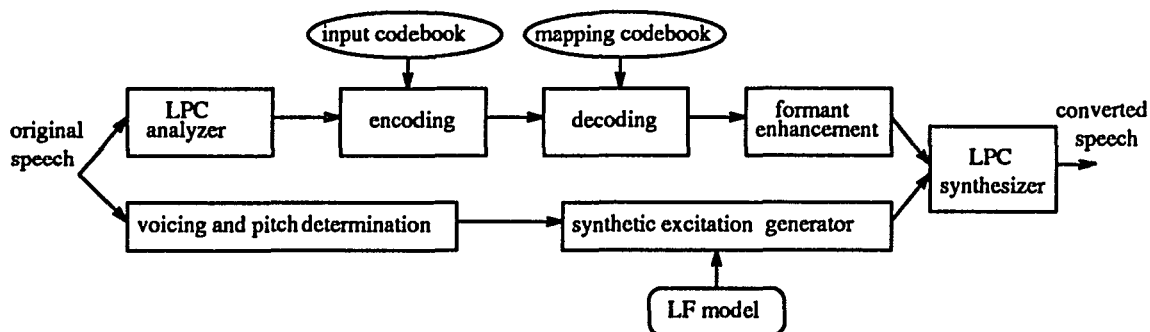 input codebook
mapping codebook
original
speech
LPC
analyzer
encoding
decoding
formant
enhancement
LPC
synthesizer
converted
speech
voicing and pitch determination
synthetic excitation generator
LF model